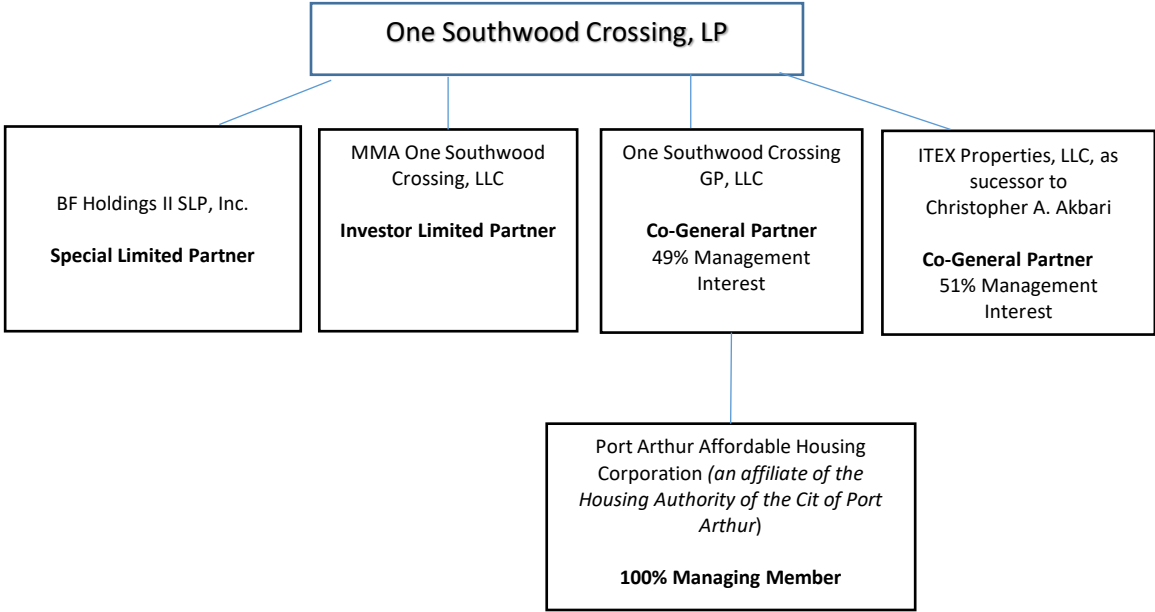 One Southwood Crossing, LP
BF Holdings II SLP, Inc.
Special Limited Partner
MMA One Southwood
Crossing, LLC
Investor Limited Partner
One Southwood Crossing
GP, LLC
Co-General Partner
49% Management
Interest
ITEX Properties, LLC, as
sucessor to
Christopher A. Akbari
Co-General Partner
51% Management
Interest
Port Arthur Affordable Housing
Corporation (an affiliate of the
Housing Authority of the Cit of Port
Arthur)
100% Managing Member